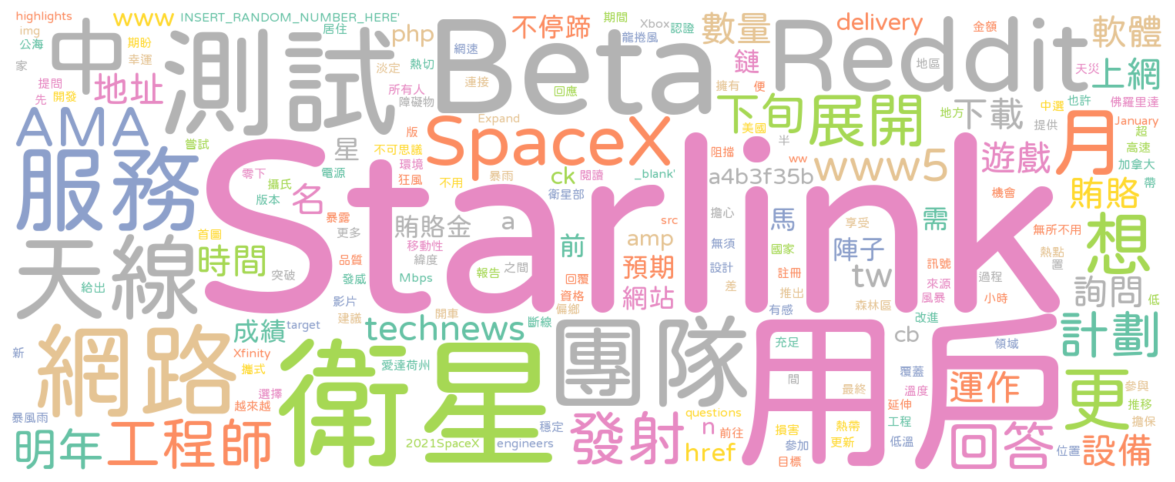 highlights
img
公海
家
提問
先
開發
www
INSERT_RANDOM_NUMBER_HERE'
居住
期盼
幸運
期間
php
淡定
熱切
所有人
障礙物
網速
連接
龍捲風
Xbox
認證
回應
不停蹄
數量
delivery
金額
軟體
中
測試
Beta
Reddit
地址
AMA
服務
Starlink
SpaceX
下旬
展開
鏈
地區
下載
天災
上網
地方
也許
中選
提供
佛羅里達
January
超
高速
加拿大
帶
月
遊戲
www5
a4b3f35b
ww
半
美國
擁有
便
阻擋
嘗試
星
版
不可思議
環境
狂風
Expand
暴雨
不用
ck
閱讀
_blank'
衛星部
零下
攝氏
版本
電源
名
暴露
更多
賄賂金
移動性
緯度
a
src
擔心
無須
設計
差
馬
國家
註冊
推出
享受
陣子
需
訊號
來源
風暴
過程
小時
機會
無所不用
熱點
置
賄賂
想
天線
給出
首圖
時間
突破
品質
發威
Mbps
報告
之間
前
回覆
資格
偏鄉
amp
預期
網站
tw
有感
森林區
詢問
低
計劃
網路
新
成績
target
影片
建議
開車
technews
斷線
愛達荷州
團隊
用戶
改進
cb
領域
充足
間
最終
覆蓋
溫度
運作
更
參與
推移
擔保
Xfinity
攜式
選擇
越來越
衛星
暴風雨
明年
工程師
2021SpaceX
engineers
穩定
發射
questions
n
前往
href
損害
參加
目標
熱帶
更新
延伸
工程
低溫
回答
位置
設備